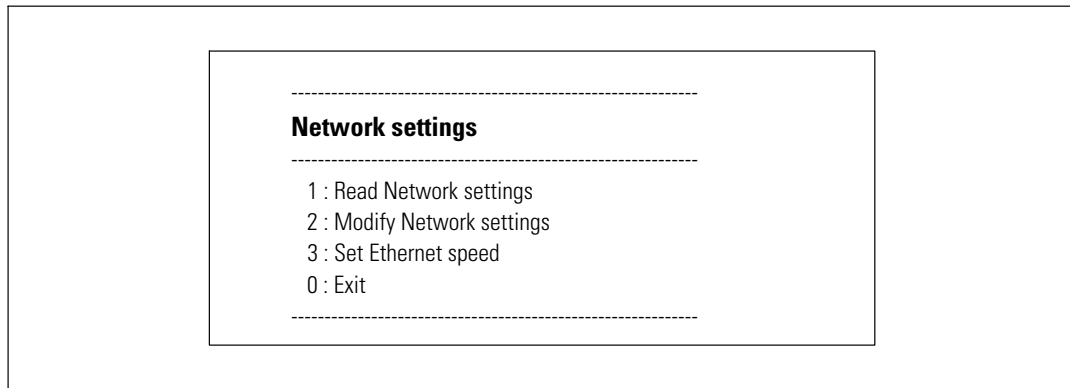 ------------------------------------------------------------
Network settings
------------------------------------------------------------
1 : Read Network settings
2 : Modify Network settings
3 : Set Ethernet speed
0 : Exit
------------------------------------------------------------